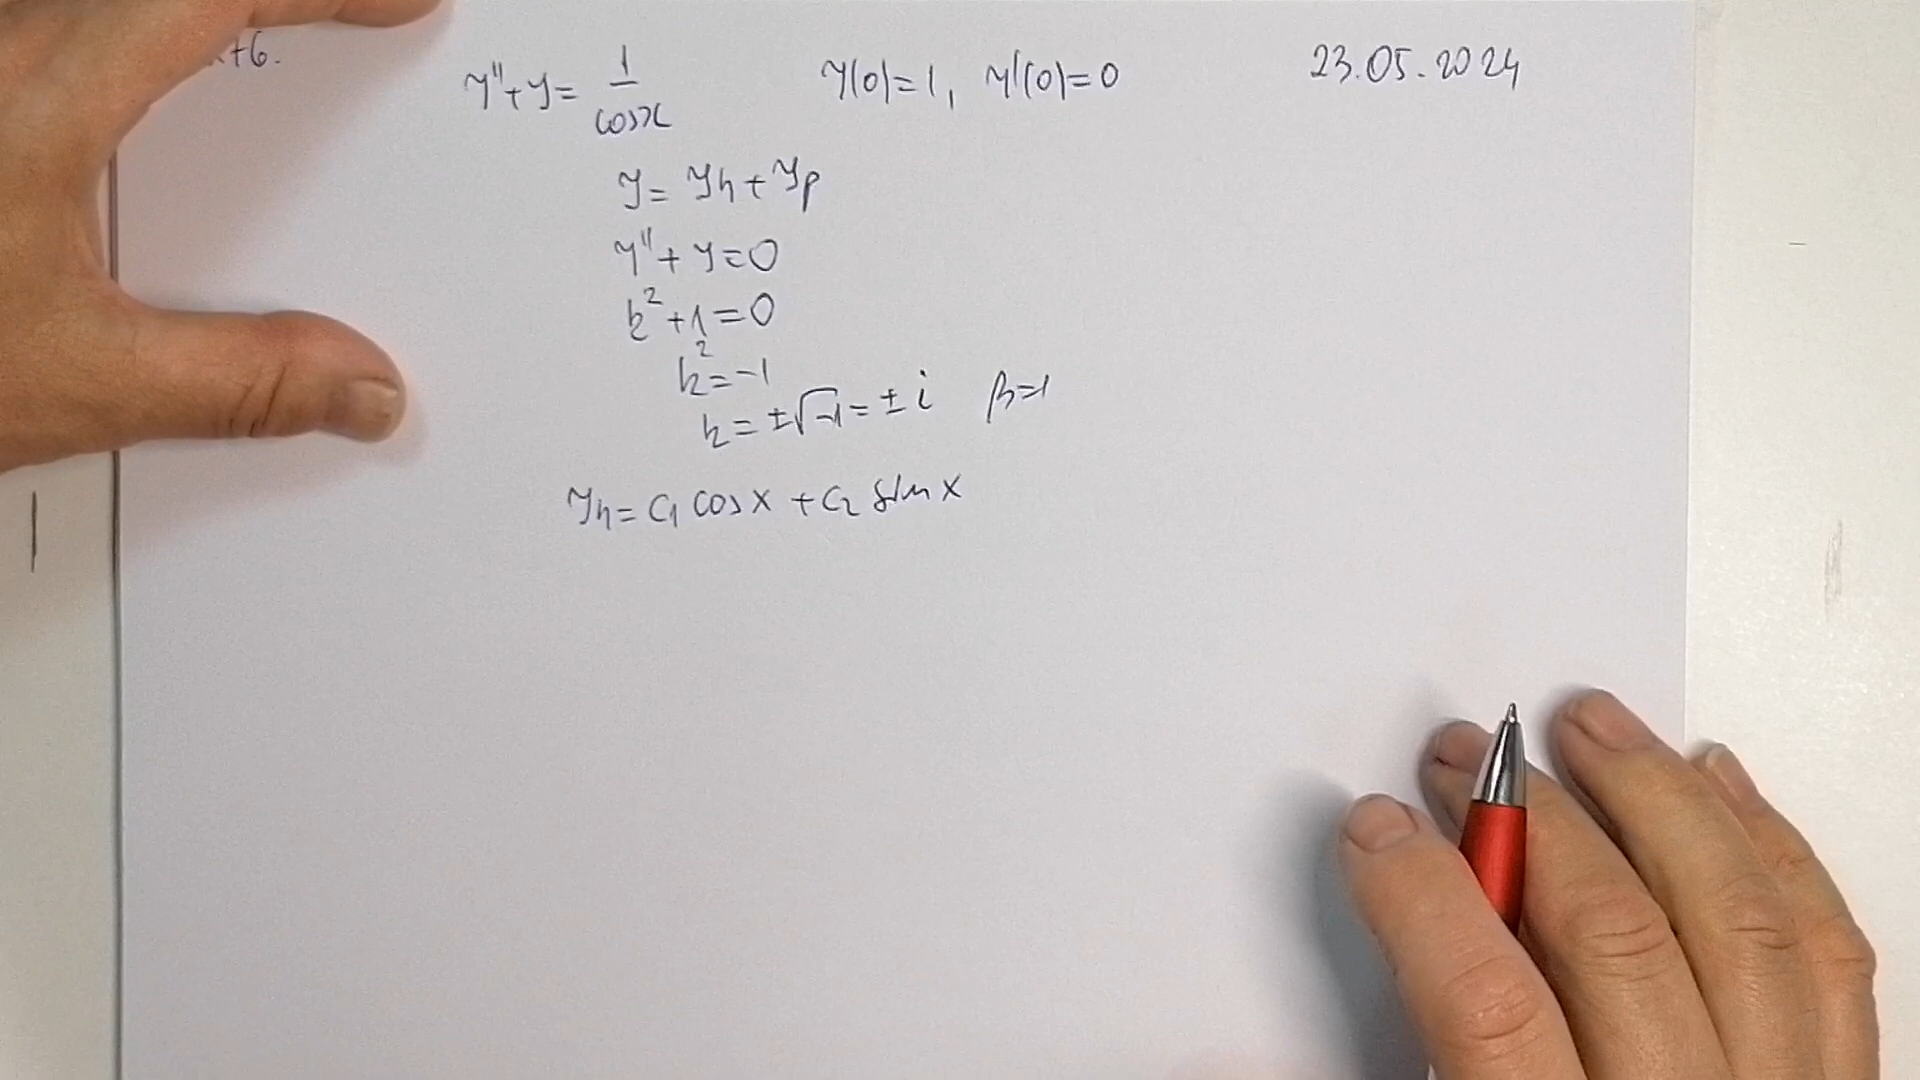 +6. y'' + y = 1/cosx y(0)=1, y'(0)=0 23.05.2024
y = yh + yp
y'' + y = 0
k² + 1 = 0
k² = -1
k = ±√-1 = ± i β=1
yh = C1 cos x + C2 sin x